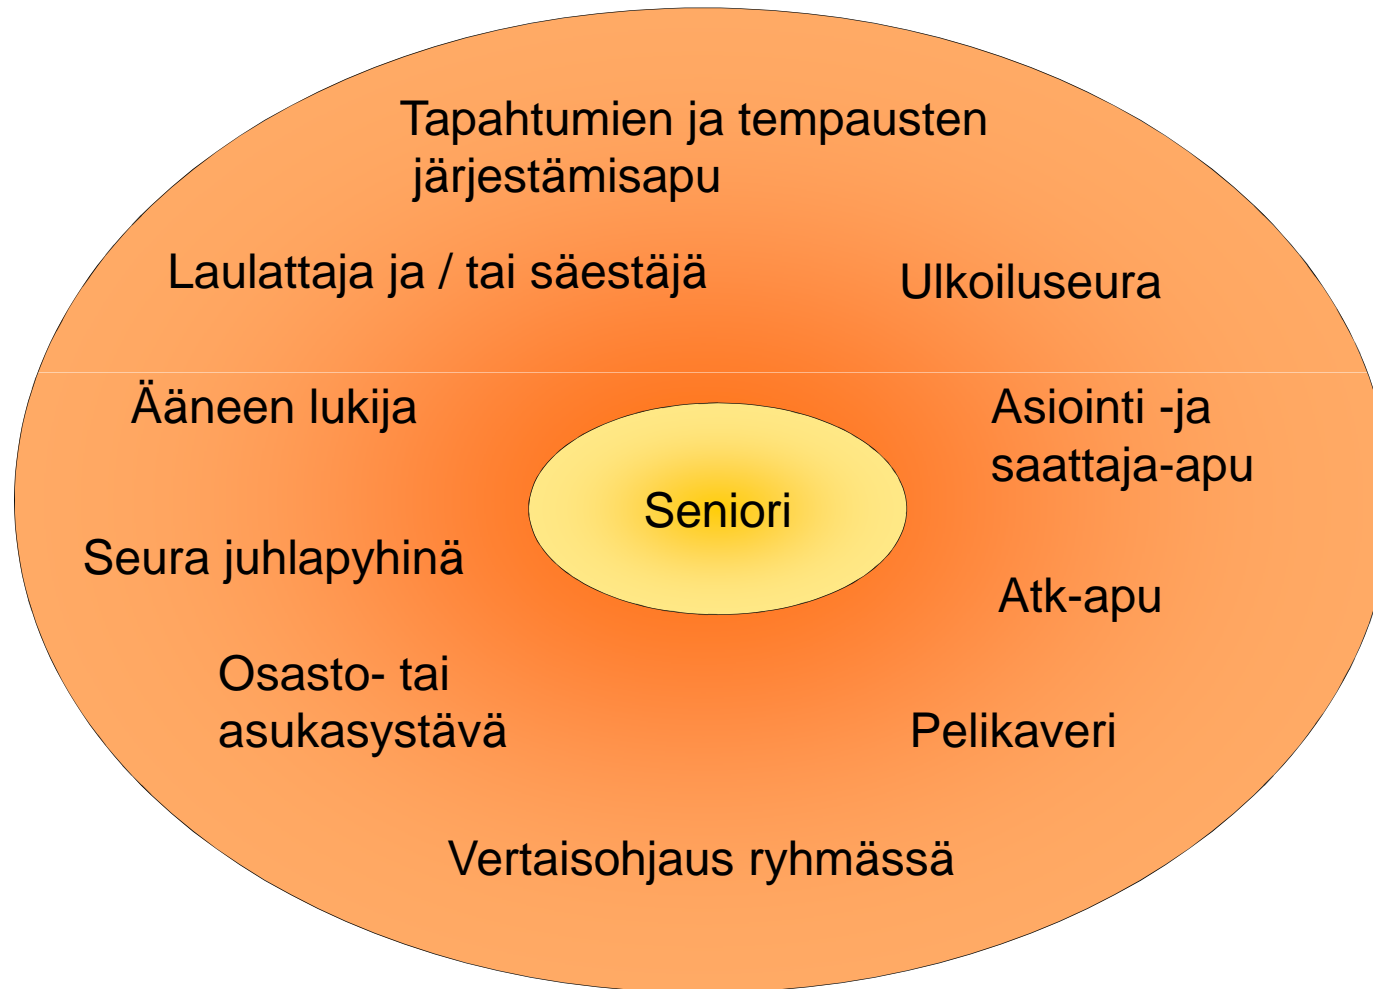 Tapahtumien ja tempausten
järjestämisapu
Laulattaja ja / tai säestäjä
Ulkoiluseura
Ääneen lukija
Asiointi -ja
saattaja-apu
Seniori
Seura juhlapyhinä
Atk-apu
Osasto- tai
asukasystävä
Pelikaveri
Vertaisohjaus ryhmässä